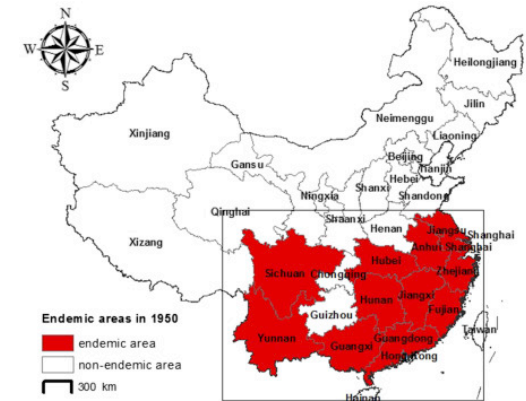 N
W
E
S
Heilongjiang
Jilin
Neimenggu
Liaoning
Xinjiang
Beijing
Tianjin
Gansu
Hebei
Shanxi
Ningxia
Shandong
Qinghai
Shaanxi
Henan
Jiangsu
Shanghai
Xizang
Anhui
Shanghai
Hubei
Sichuan
Chongqing
Zhejiang
Hunan
Jiangxi
Guizhou
Fujian
Endemic areas in 1950
Taiwan
Yunnan
Guangdong
endemic area
Guangxi
Hong Kong
non-endemic area
300 km
Hainan